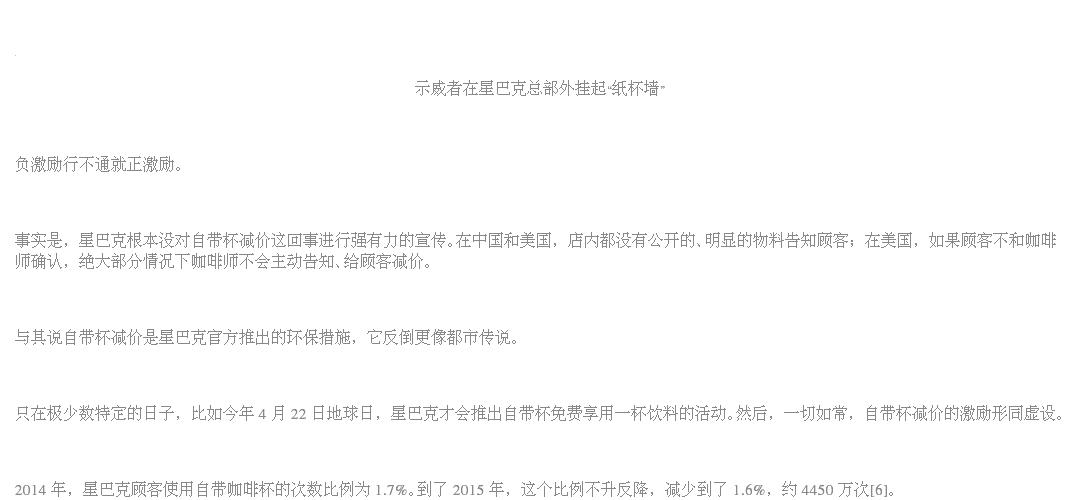 示威者在星巴克总部外挂起“纸杯墙”
负激励行不通就正激励。
事实是，星巴克根本没对自带杯减价这回事进行强有力的宣传。在中国和美国，店内都没有公开的、明显的物料告知顾客；在美国，如果顾客不和咖啡
师确认，绝大部分情况下咖啡师不会主动告知、给顾客减价。
与其说自带杯减价是星巴克官方推出的环保措施，它反倒更像都市传说。
只在极少数特定的日子，比如今年 4 月 22 日地球日，星巴克才会推出自带杯免费享用一杯饮料的活动。然后，一切如常，自带杯减价的激励形同虚设。
2014 年，星巴克顾客使用自带咖啡杯的次数比例为 1.7%。到了 2015 年，这个比例不升反降，减少到了 1.6%，约 4450 万次[6]。